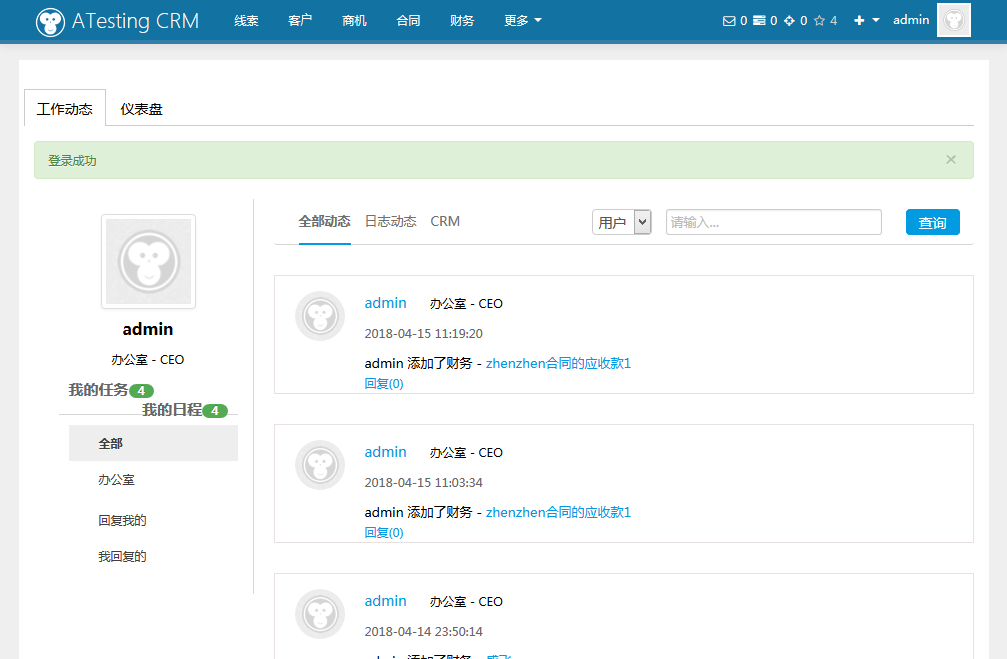 ATesting CRM 线索 客户 商机 合同 财务 更多 0 0 0 4 admin
工作动态 仪表盘
登录成功 ×
全部动态 日志动态 CRM 用户 请输入... 查询
admin
办公室 - CEO
我的任务 4
我的日程 4
全部
办公室
回复我的
我回复的
admin 办公室 - CEO
2018-04-15 11:19:20
admin 添加了财务 - zhenzhen合同的应收款1
回复(0)
admin 办公室 - CEO
2018-04-15 11:03:34
admin 添加了财务 - zhenzhen合同的应收款1
回复(0)
admin 办公室 - CEO
2018-04-14 23:50:14
admin 添加了财务 -